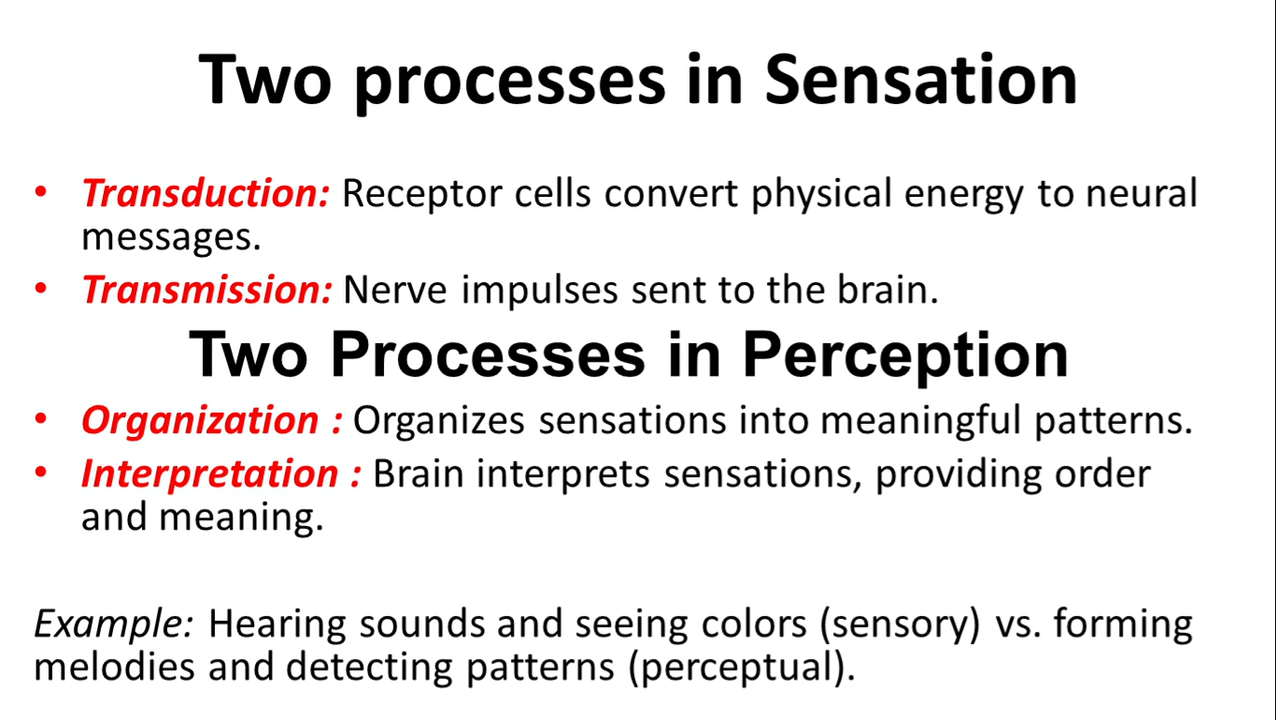 Two processes in Sensation
• Transduction: Receptor cells convert physical energy to neural
messages.
• Transmission: Nerve impulses sent to the brain.
Two Processes in Perception
• Organization : Organizes sensations into meaningful patterns.
• Interpretation : Brain interprets sensations, providing order
and meaning.
Example: Hearing sounds and seeing colors (sensory) vs. forming
melodies and detecting patterns (perceptual).